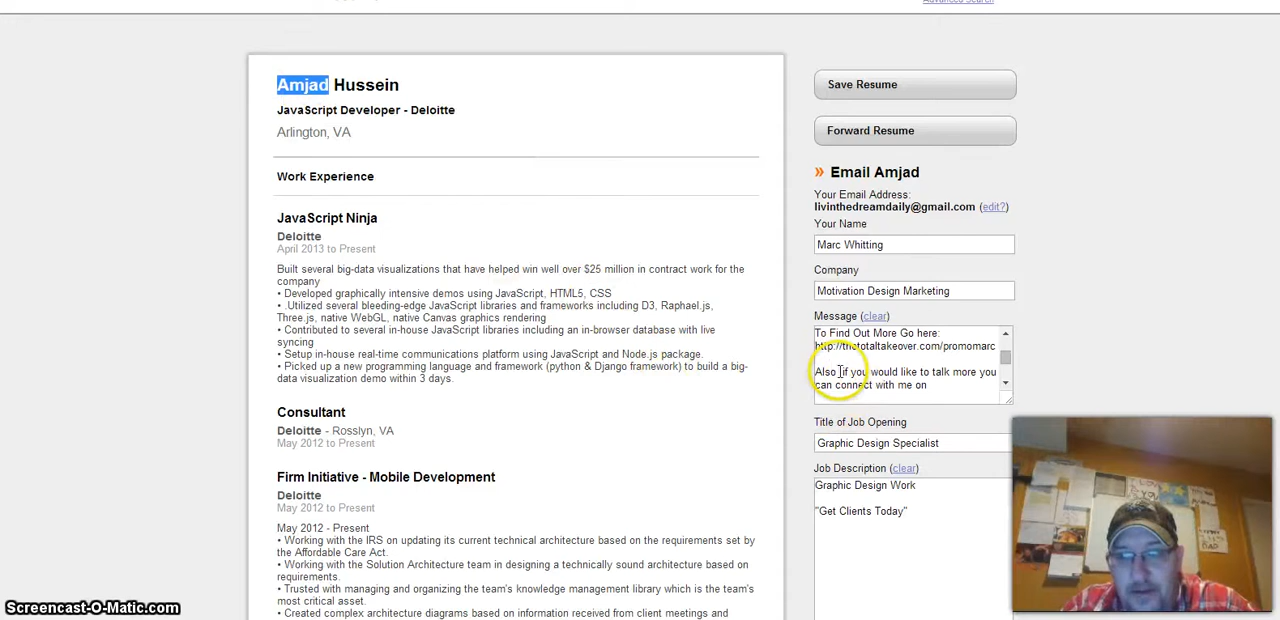 Advanced Search
Amjad Hussein
JavaScript Developer - Deloitte
Arlington, VA
Work Experience
JavaScript Ninja
Deloitte
April 2013 to Present
Built several big-data visualizations that have helped win well over $25 million in contract work for the
company
• Developed graphically intensive demos using JavaScript, HTML5, CSS
• .Utilized several bleeding-edge JavaScript libraries and frameworks including D3, Raphael.js,
Three.js, native WebGL, native Canvas graphics rendering
• Contributed to several in-house JavaScript libraries including an in-browser database with live
syncing
• Setup in-house real-time communications platform using JavaScript and Node.js package.
• Picked up a new programming language and framework (python & Django framework) to build a big-
data visualization demo within 3 days.
Consultant
Deloitte - Rosslyn, VA
May 2012 to Present
Firm Initiative - Mobile Development
Deloitte
May 2012 to Present
May 2012 - Present
• Working with the IRS on updating its current technical architecture based on the requirements set by
the Affordable Care Act.
• Working with the Solution Architecture team in designing a technically sound architecture based on
requirements.
• Trusted with managing and organizing the team's knowledge management library which is the team's
most critical asset.
• Created complex architecture diagrams based on information received from client meetings and
Save Resume
Forward Resume
» Email Amjad
Your Email Address:
livinthedreamdaily@gmail.com (edit?)
Your Name
Marc Whitting
Company
Motivation Design Marketing
Message (clear)
To Find Out More Go here:
http://thetotaltakeover.com/promomarc
Also if you would like to talk more you
can connect with me on
Title of Job Opening
Graphic Design Specialist
Job Description (clear)
Graphic Design Work
"Get Clients Today"
Screencast-O-Matic.com